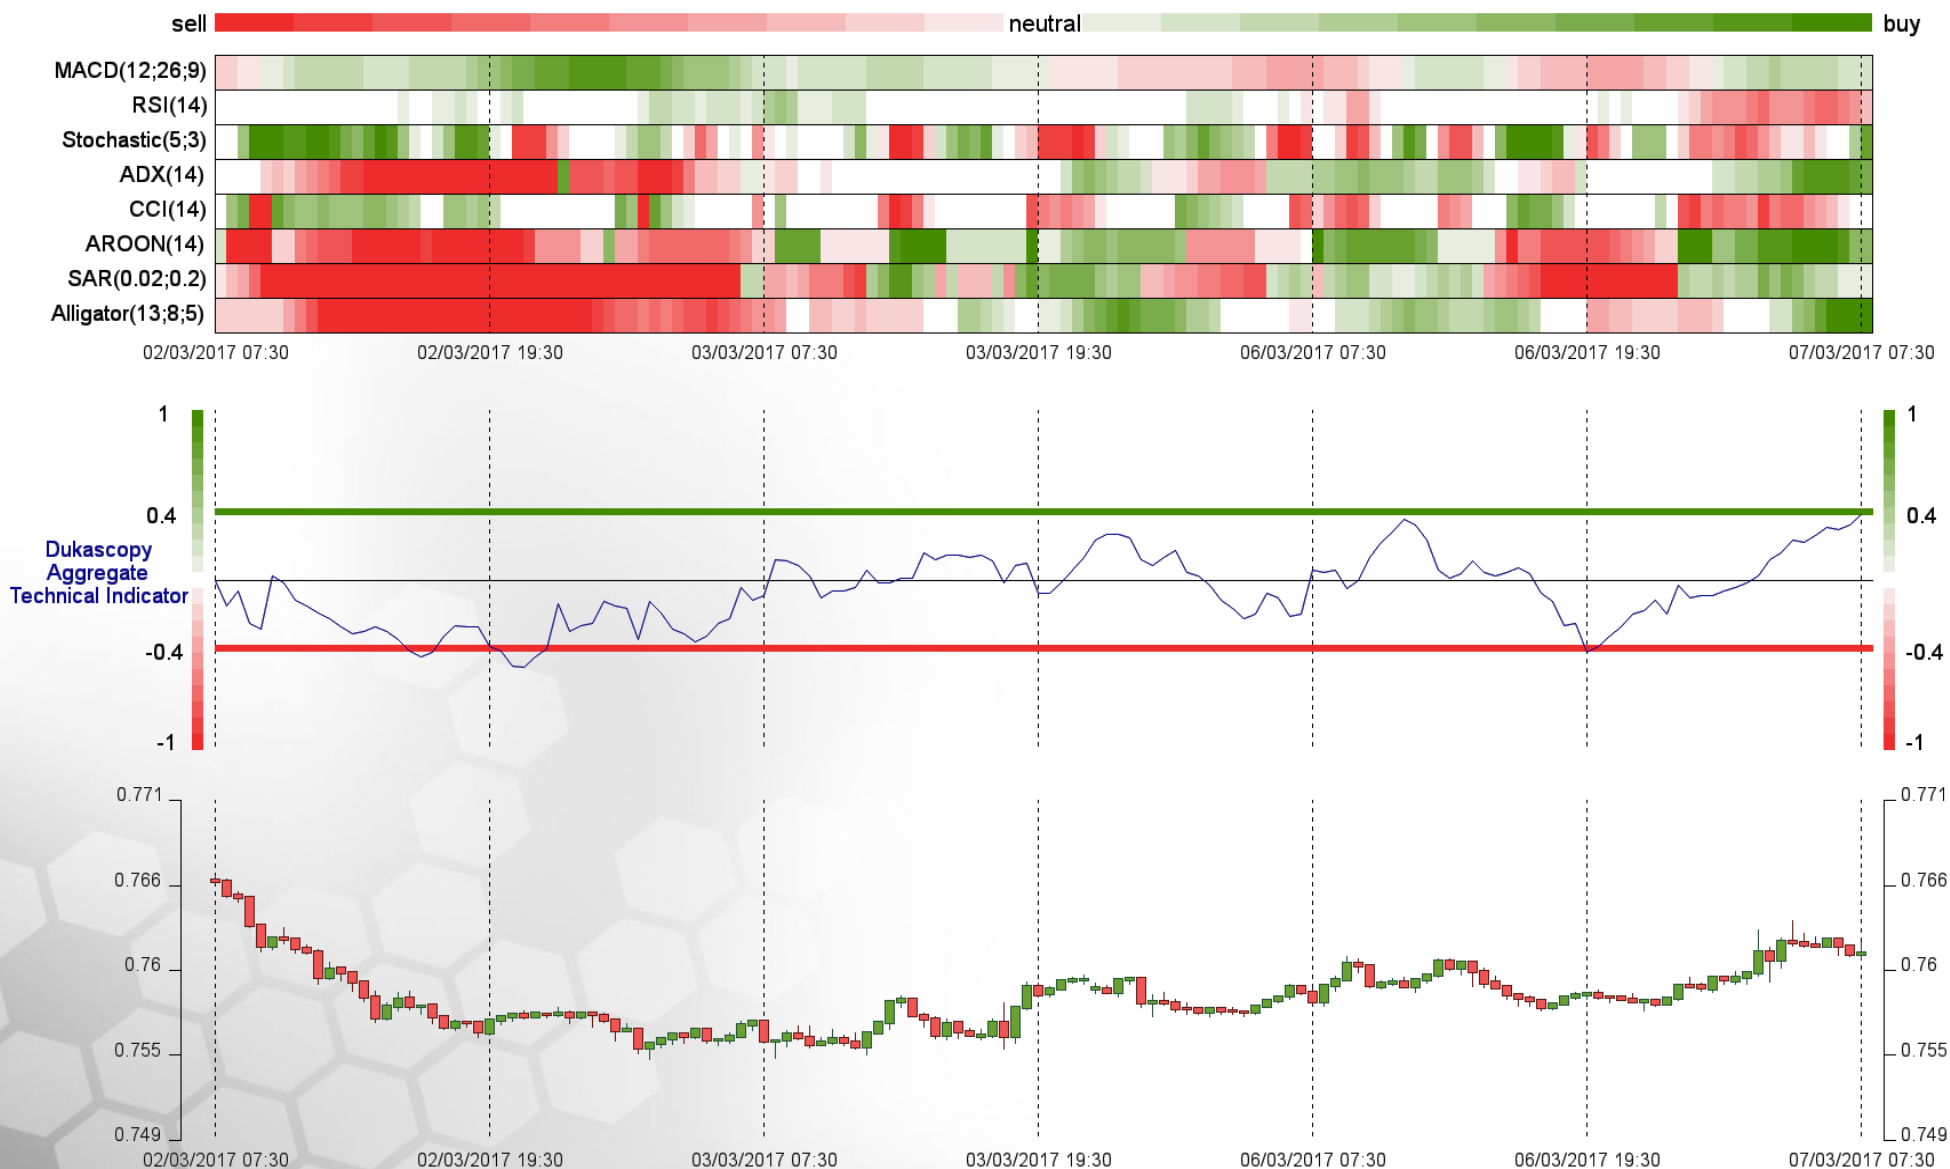 sell neutral buy
MACD(12;26;9)
RSI(14)
Stochastic(5;3)
ADX(14)
CCI(14)
AROON(14)
SAR(0.02;0.2)
Alligator(13;8;5)
02/03/2017 07:30 02/03/2017 19:30 03/03/2017 07:30 03/03/2017 19:30 06/03/2017 07:30 06/03/2017 19:30 07/03/2017 07:30
1 1
0.4 0.4
Dukascopy
Aggregate
Technical Indicator
-0.4 -0.4
-1 -1
0.771 0.771
0.766 0.766
0.76 0.76
0.755 0.755
0.749 0.749
02/03/2017 07:30 02/03/2017 19:30 03/03/2017 07:30 03/03/2017 19:30 06/03/2017 07:30 06/03/2017 19:30 07/03/2017 07:30